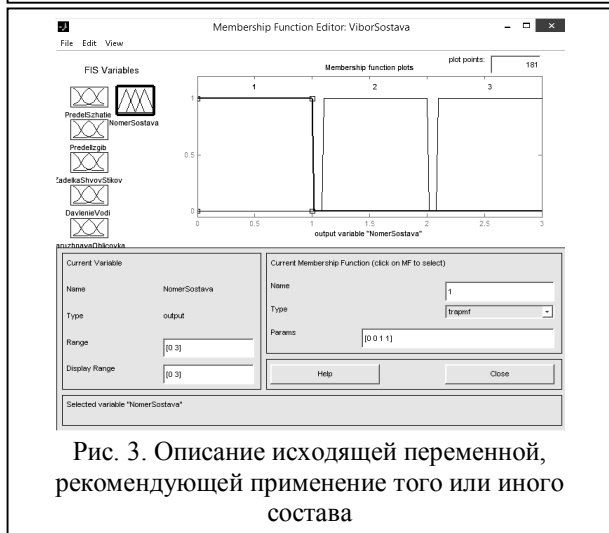 Membership Function Editor: ViborSostava
File Edit View
FIS Variables
PredelSzhatie
NomerSostava
PredelIzgib
ZadelkaShvovStikov
DavlenieVodi
Membership function plots
plot points:
181
1
2
3
1
0.5
0
0
0.5
1
1.5
2
2.5
3
output variable "NomerSostava"
Current Variable
Name
NomerSostava
Type
output
Range
[0 3]
Display Range
[0 3]
Current Membership Function (click on MF to select)
Name
1
Type
trapmf
Params
[0 0 1 1]
Help
Close
Selected variable "NomerSostava"
Рис. 3. Описание исходящей переменной,
рекомендующей применение того или иного
состава